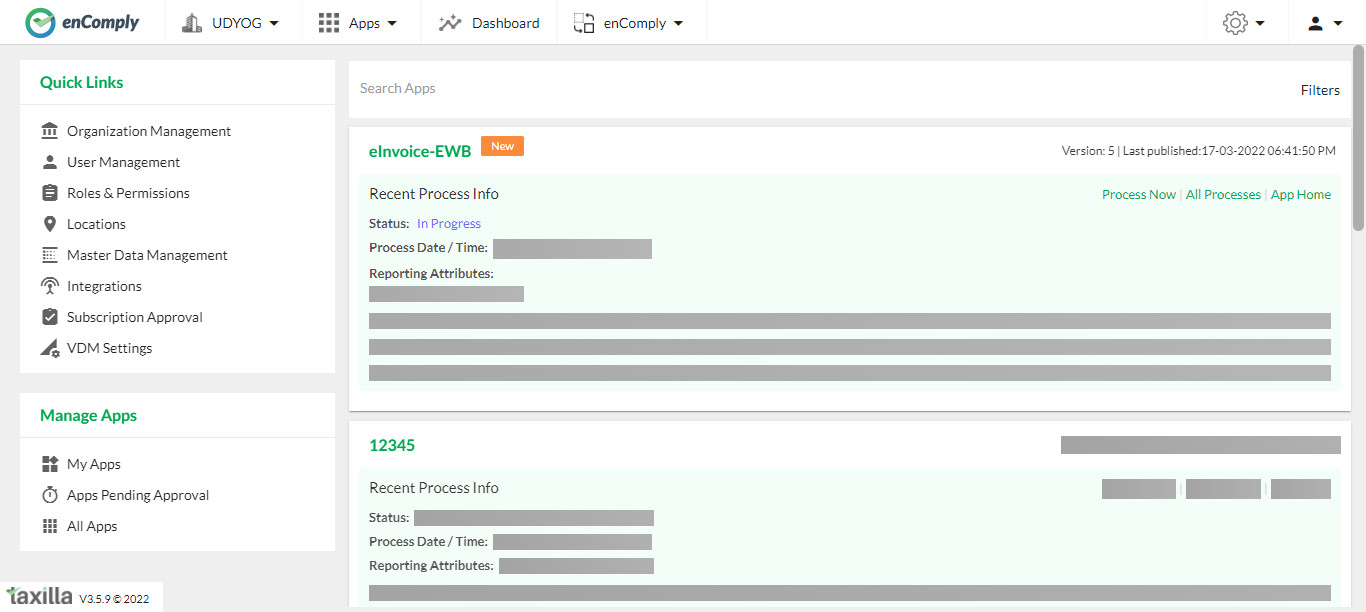 enComply UDYOG Apps Dashboard enComply
Quick Links
Organization Management
User Management
Roles & Permissions
Locations
Master Data Management
Integrations
Subscription Approval
VDM Settings
Manage Apps
My Apps
Apps Pending Approval
All Apps
taxilla V3.5.9 © 2022
Search Apps
Filters
eInvoice-EWB New
Version: 5 | Last published:17-03-2022 06:41:50 PM
Recent Process Info
Process Now | All Processes | App Home
Status: In Progress
Process Date / Time:
Reporting Attributes:
12345
Recent Process Info
Status:
Process Date / Time:
Reporting Attributes: